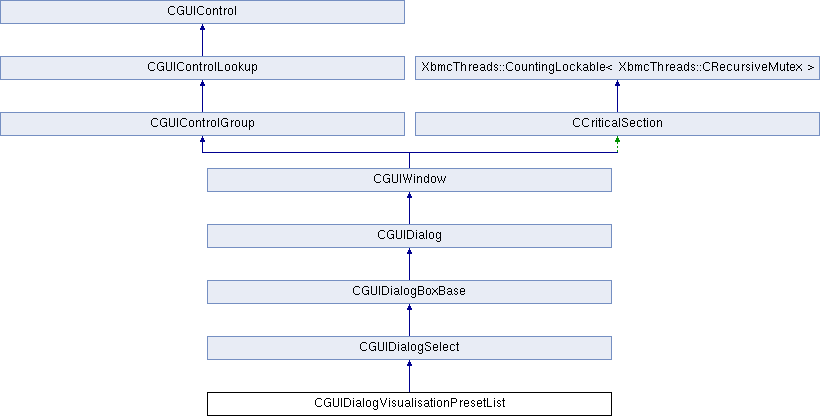 CGUIControl
CGUIControlLookup
XbmcThreads::CountingLockable< XbmcThreads::CRecursiveMutex >
CGUIControlGroup
CCriticalSection
CGUIWindow
CGUIDialog
CGUIDialogBoxBase
CGUIDialogSelect
CGUIDialogVisualisationPresetList